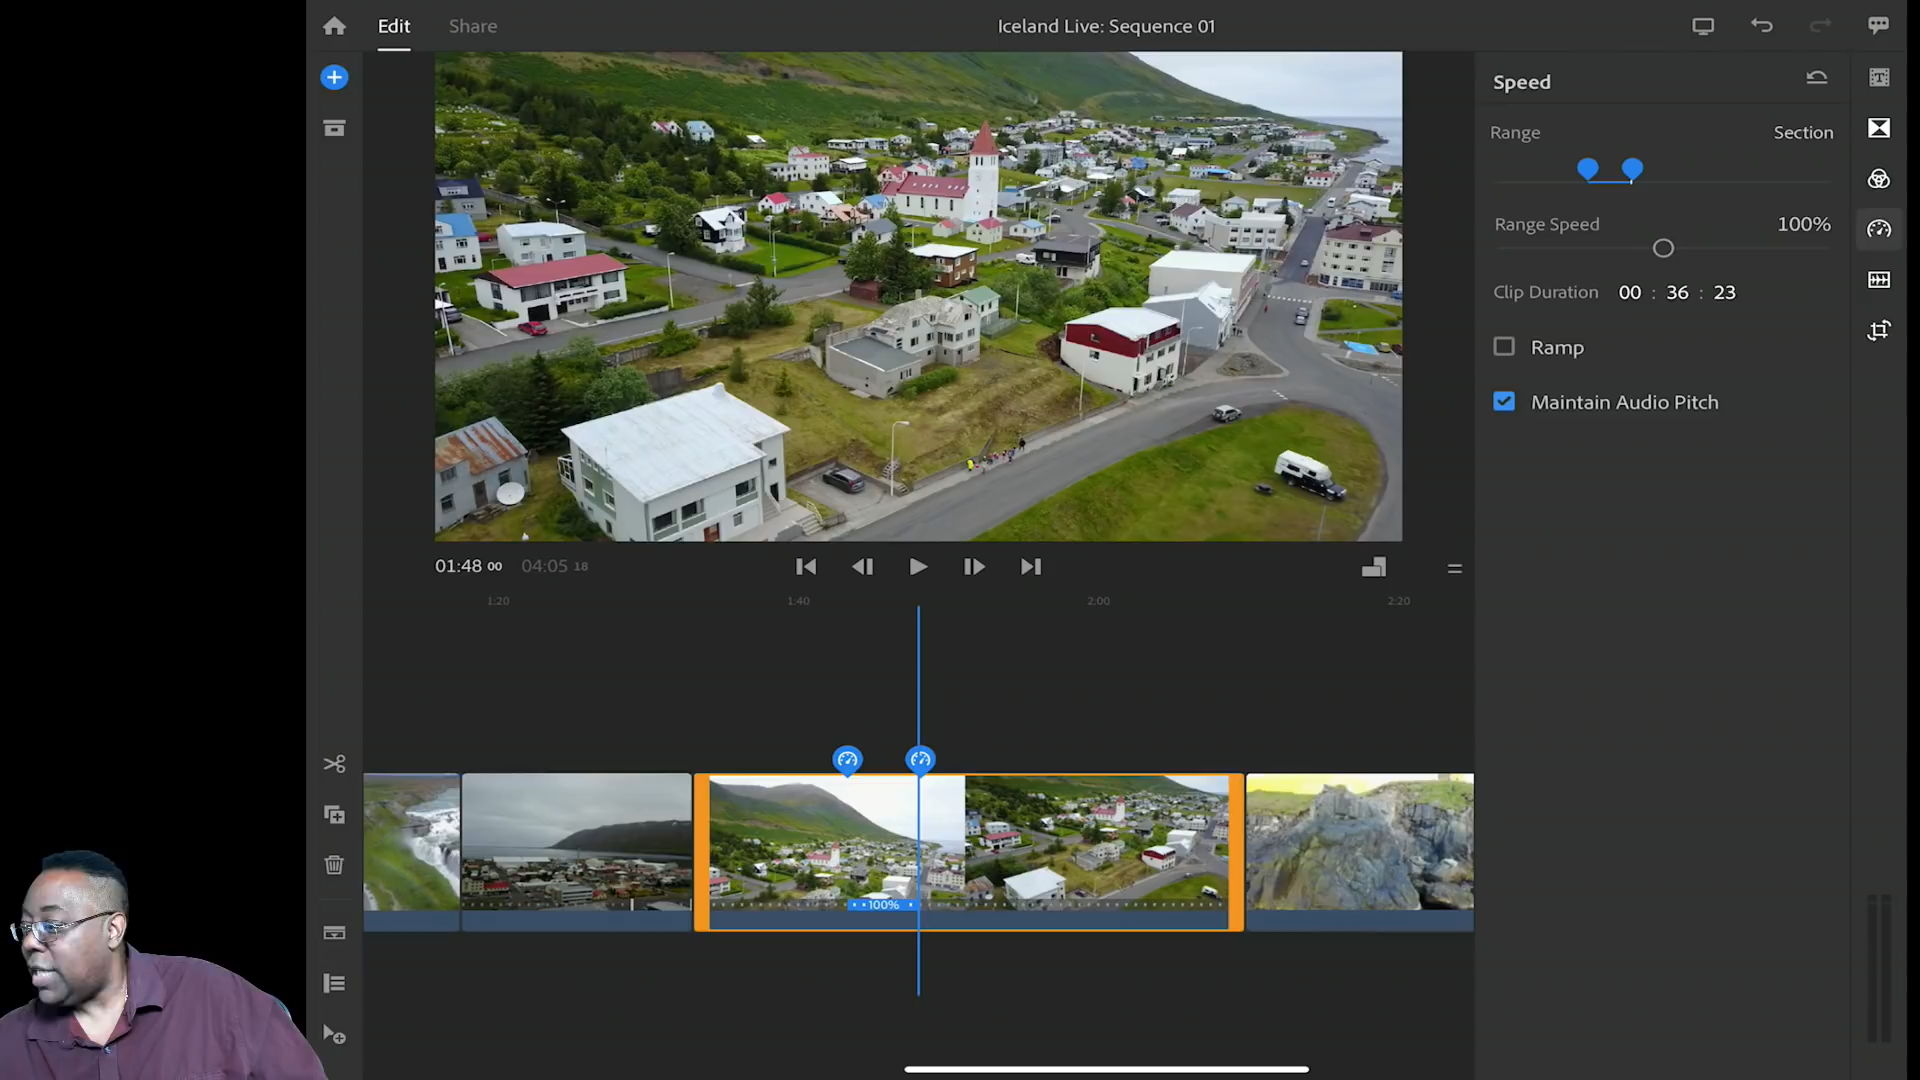 Edit
Share
Iceland Live: Sequence 01
Speed
Range
Section
Range Speed
100%
Clip Duration
00 : 36 : 23
Ramp
Maintain Audio Pitch
01:48 00
04:05 18
1:20
1:40
2:00
2:20
100%